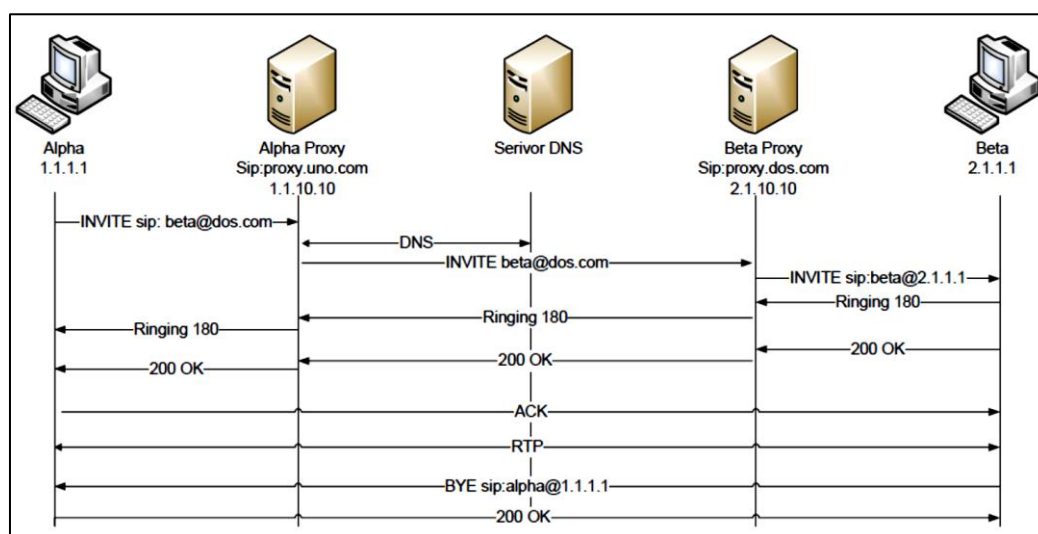 Alpha
1.1.1.1
Alpha Proxy
Sip:proxy.uno.com
1.1.10.10
Serivor DNS
Beta Proxy
Sip:proxy.dos.com
2.1.10.10
Beta
2.1.1.1
INVITE sip: beta@dos.com
DNS
INVITE beta@dos.com
INVITE sip:beta@2.1.1.1
Ringing 180
Ringing 180
Ringing 180
200 OK
200 OK
200 OK
ACK
RTP
BYE sip:alpha@1.1.1.1
200 OK